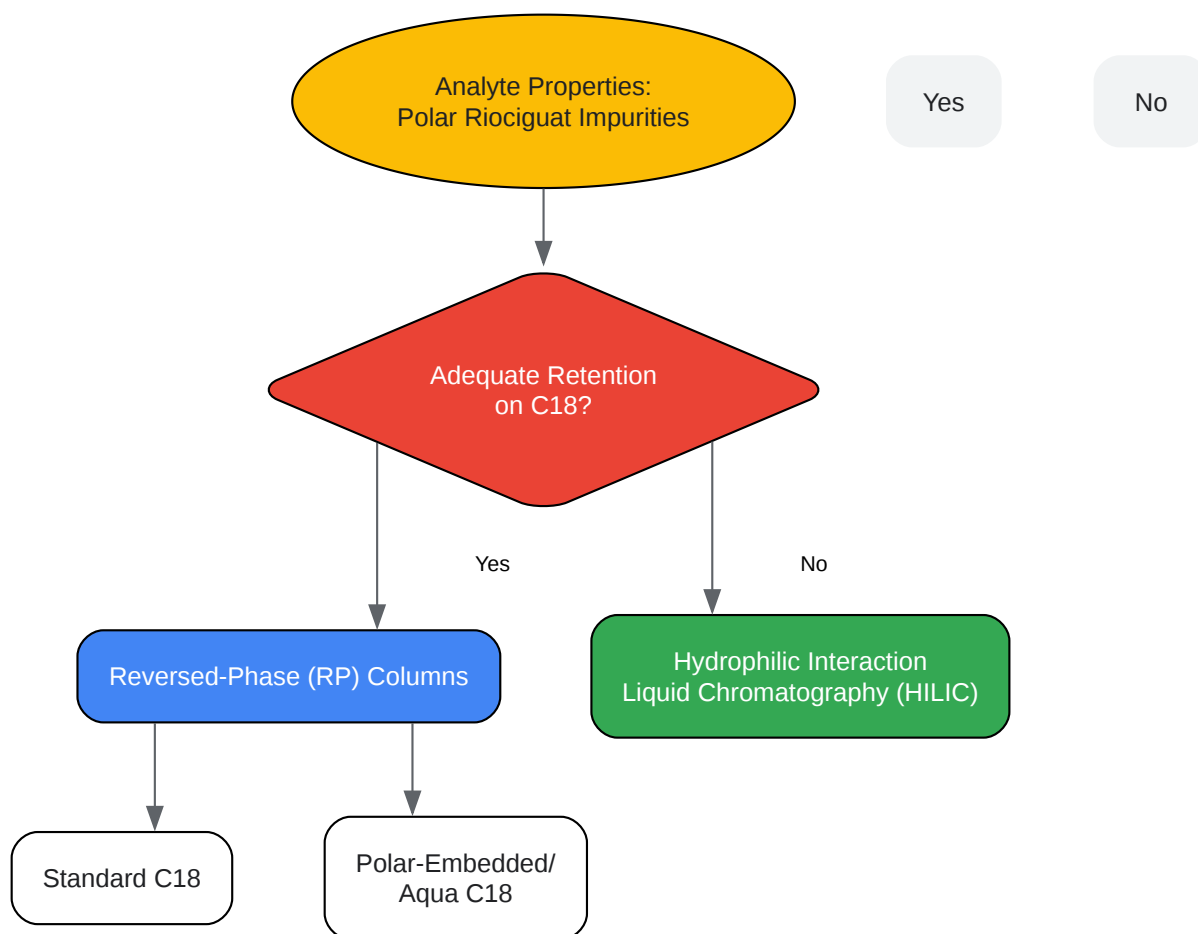 Analyte Properties:
Polar Riociguat Impurities
Yes
No
Adequate Retention
on C18?
Yes
No
Reversed-Phase (RP) Columns
Hydrophilic Interaction
Liquid Chromatography (HILIC)
Standard C18
Polar-Embedded/
Aqua C18